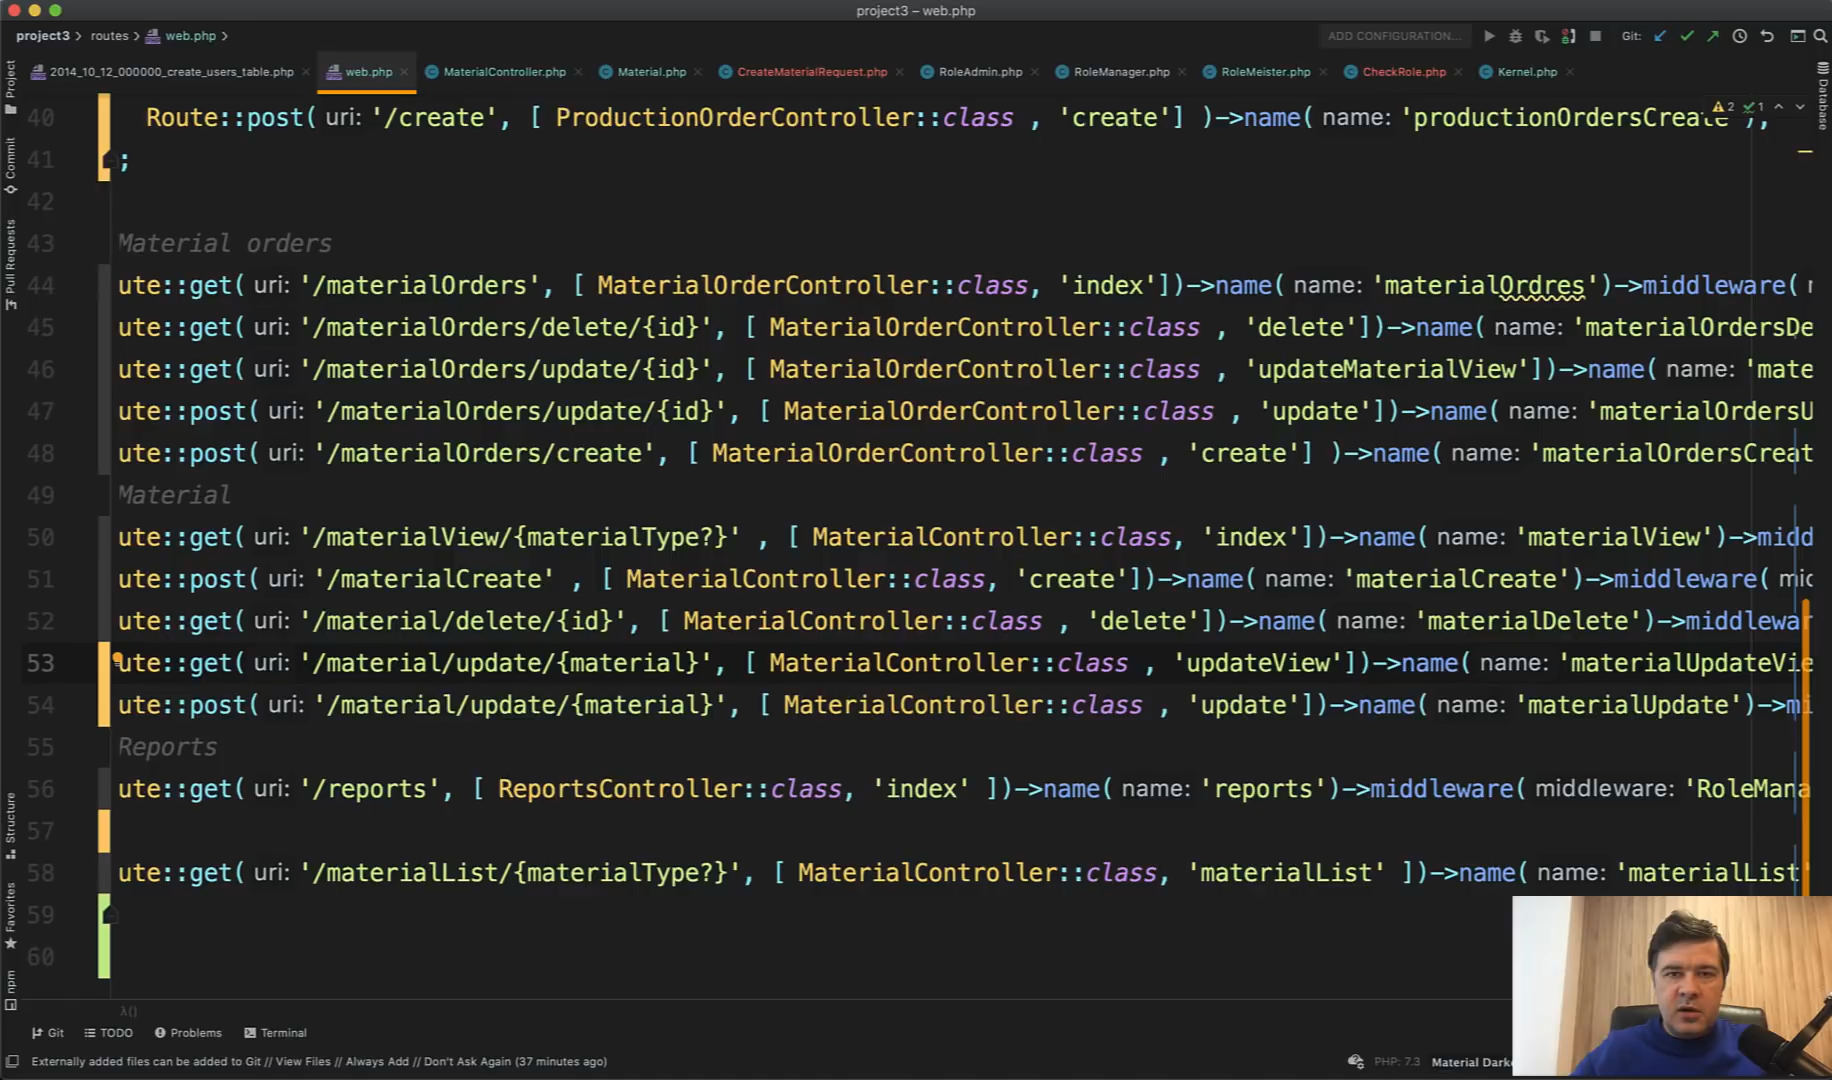 project3 – web.php
project3 › routes › web.php ›
ADD CONFIGURATION...
Git:
2014_10_12_000000_create_users_table.php
web.php
MaterialController.php
Material.php
CreateMaterialRequest.php
RoleAdmin.php
RoleManager.php
RoleMeister.php
CheckRole.php
Kernel.php
Project
Commit
Pull Requests
Structure
Favorites
npm
Database
2 1
40 Route::post( uri: '/create', [ ProductionOrderController::class , 'create'] )->name( name: 'productionOrdersCreate'),
41 ;
42
43 Material orders
44 ute::get( uri: '/materialOrders', [ MaterialOrderController::class, 'index'])->name( name: 'materialOrdres')->middleware(
45 ute::get( uri: '/materialOrders/delete/{id}', [ MaterialOrderController::class , 'delete'])->name( name: 'materialOrdersDe
46 ute::get( uri: '/materialOrders/update/{id}', [ MaterialOrderController::class , 'updateMaterialView'])->name( name: 'mate
47 ute::post( uri: '/materialOrders/update/{id}', [ MaterialOrderController::class , 'update'])->name( name: 'materialOrdersU
48 ute::post( uri: '/materialOrders/create', [ MaterialOrderController::class , 'create'] )->name( name: 'materialOrdersCreat
49 Material
50 ute::get( uri: '/materialView/{materialType?}' , [ MaterialController::class, 'index'])->name( name: 'materialView')->midd
51 ute::post( uri: '/materialCreate' , [ MaterialController::class, 'create'])->name( name: 'materialCreate')->middleware( mid
52 ute::get( uri: '/material/delete/{id}', [ MaterialController::class , 'delete'])->name( name: 'materialDelete')->middlewar
53 ute::get( uri: '/material/update/{material}', [ MaterialController::class , 'updateView'])->name( name: 'materialUpdateVie
54 ute::post( uri: '/material/update/{material}', [ MaterialController::class , 'update'])->name( name: 'materialUpdate')->mi
55 Reports
56 ute::get( uri: '/reports', [ ReportsController::class, 'index' ])->name( name: 'reports')->middleware( middleware: 'RoleMana
57
58 ute::get( uri: '/materialList/{materialType?}', [ MaterialController::class, 'materialList' ])->name( name: 'materialList'
59
60
λ()
Git TODO Problems Terminal
Externally added files can be added to Git // View Files // Always Add // Don't Ask Again (37 minutes ago)
PHP: 7.3 Material Dark